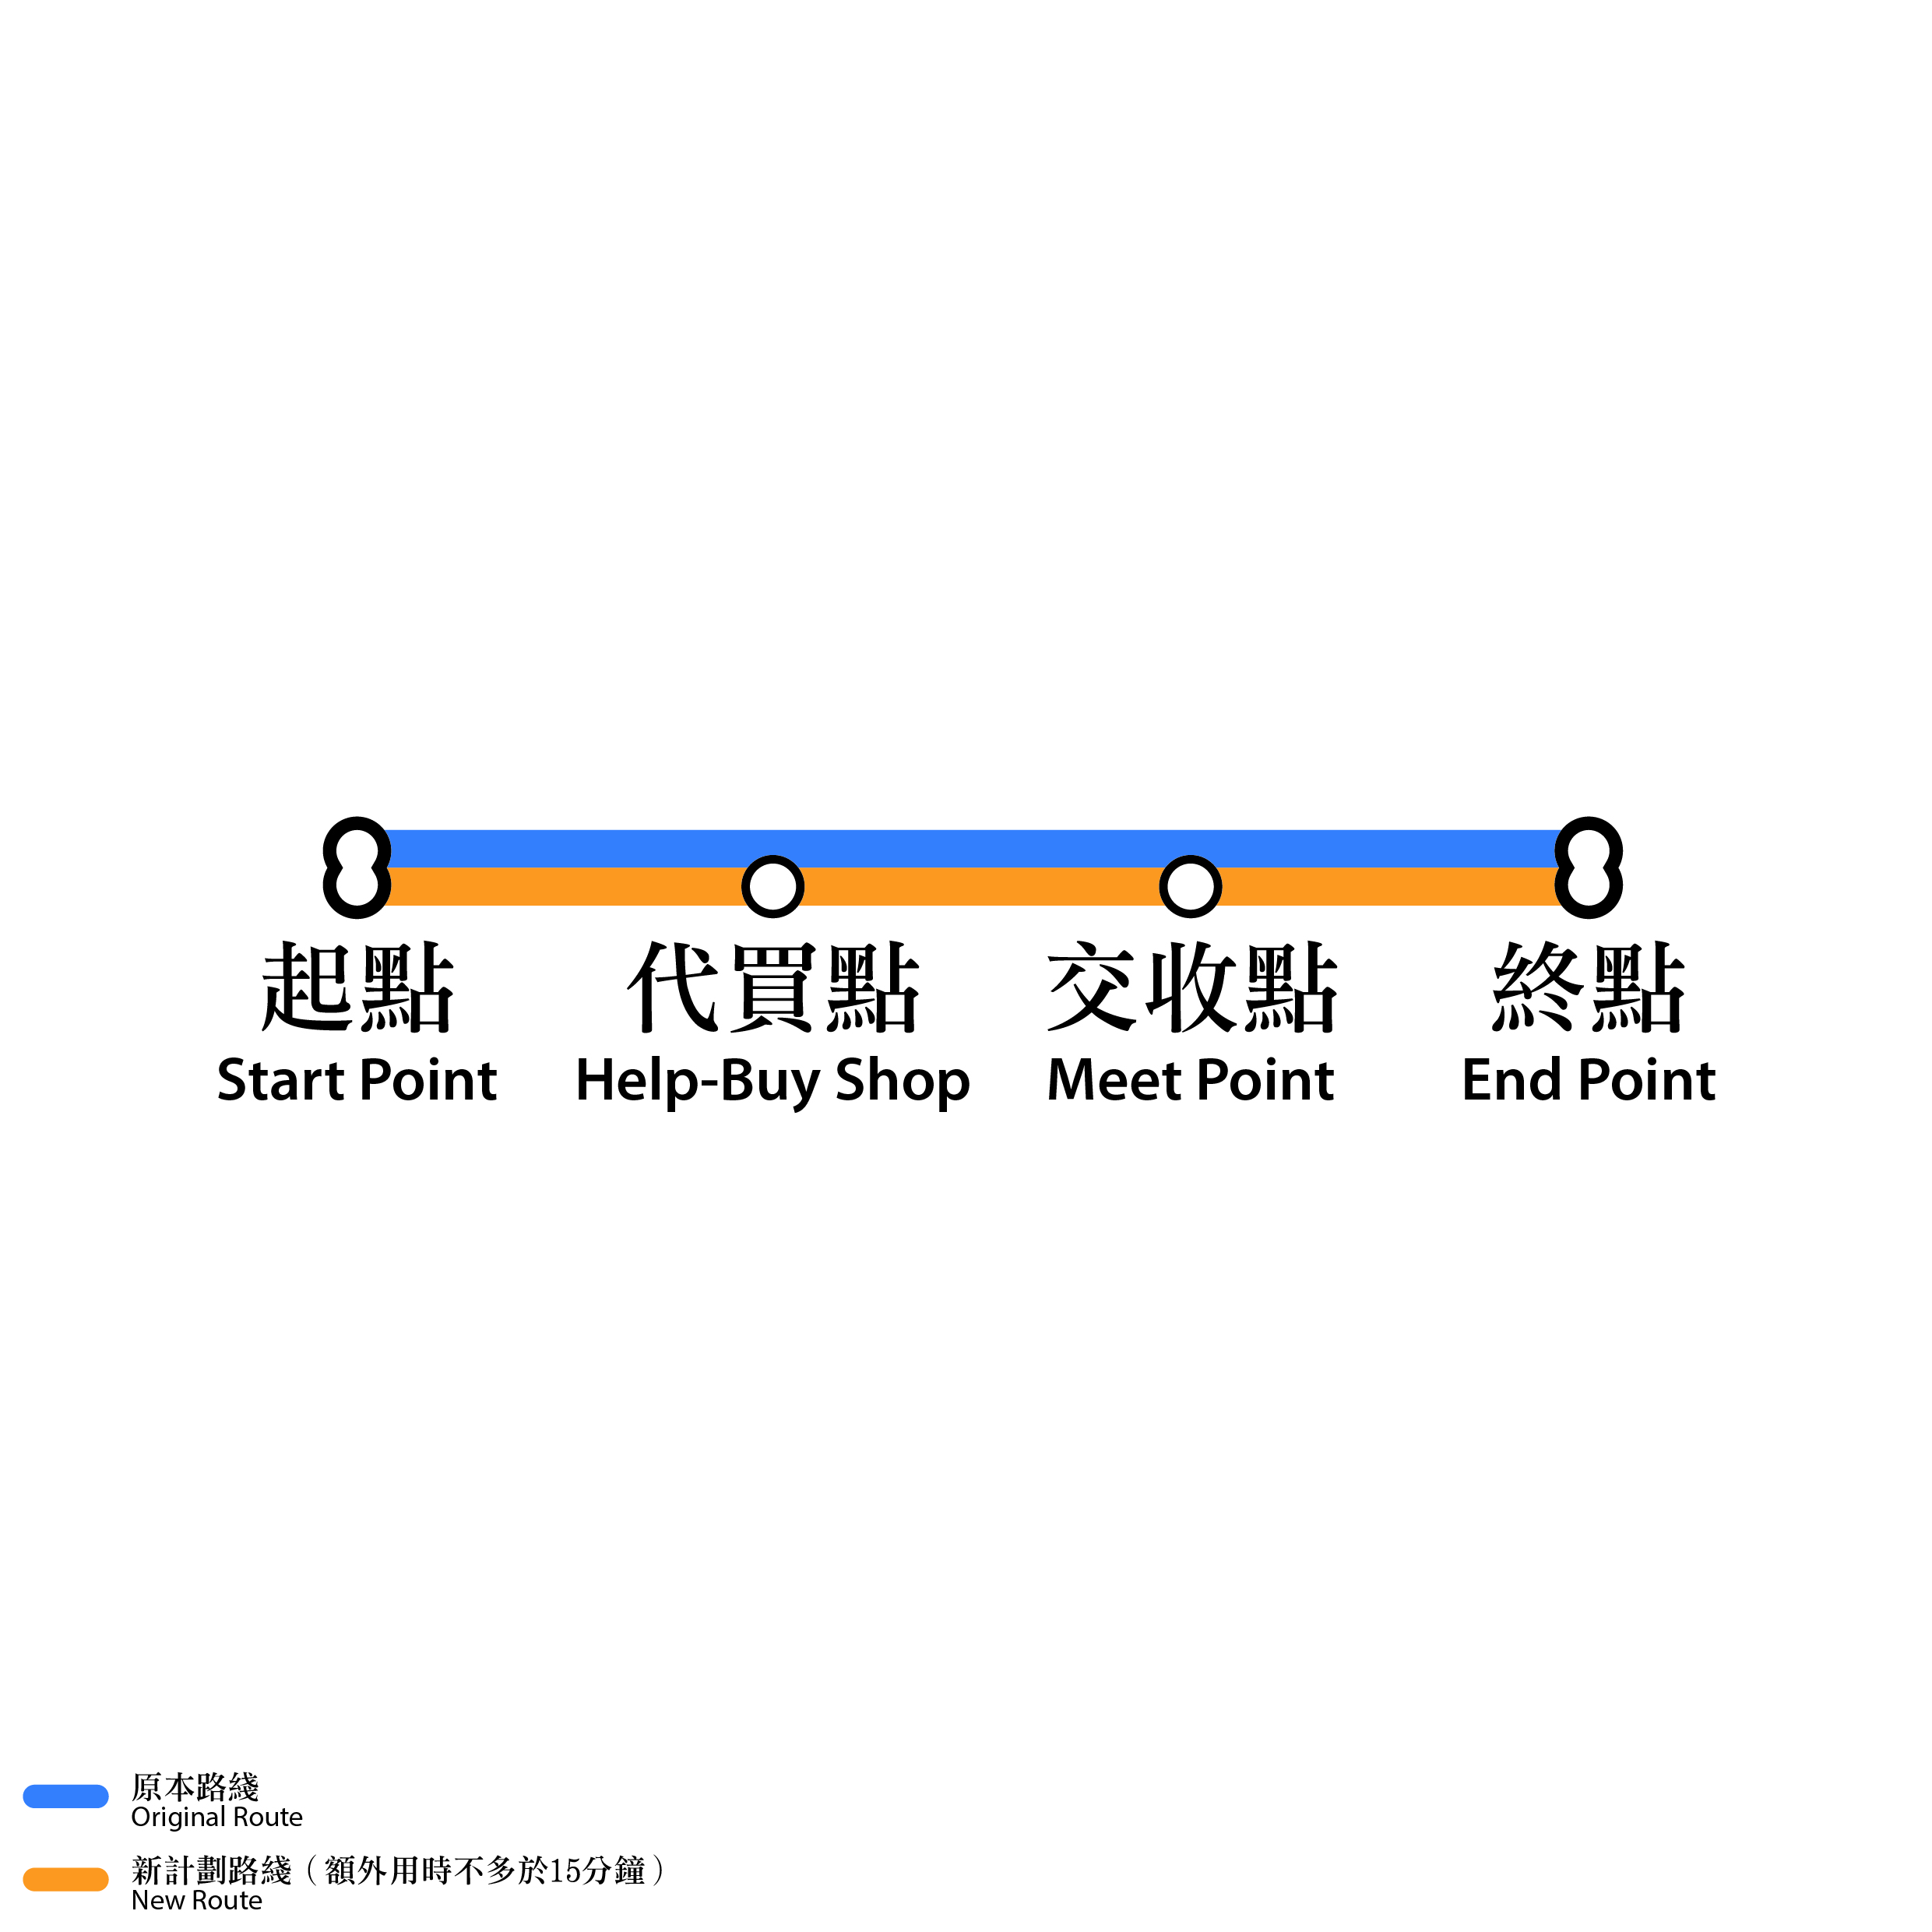 起點 代買點 交收點 終點
Start Point Help-Buy Shop Meet Point End Point
原本路綫
Original Route
新計劃路綫（額外用時不多於15分鐘）
New Route